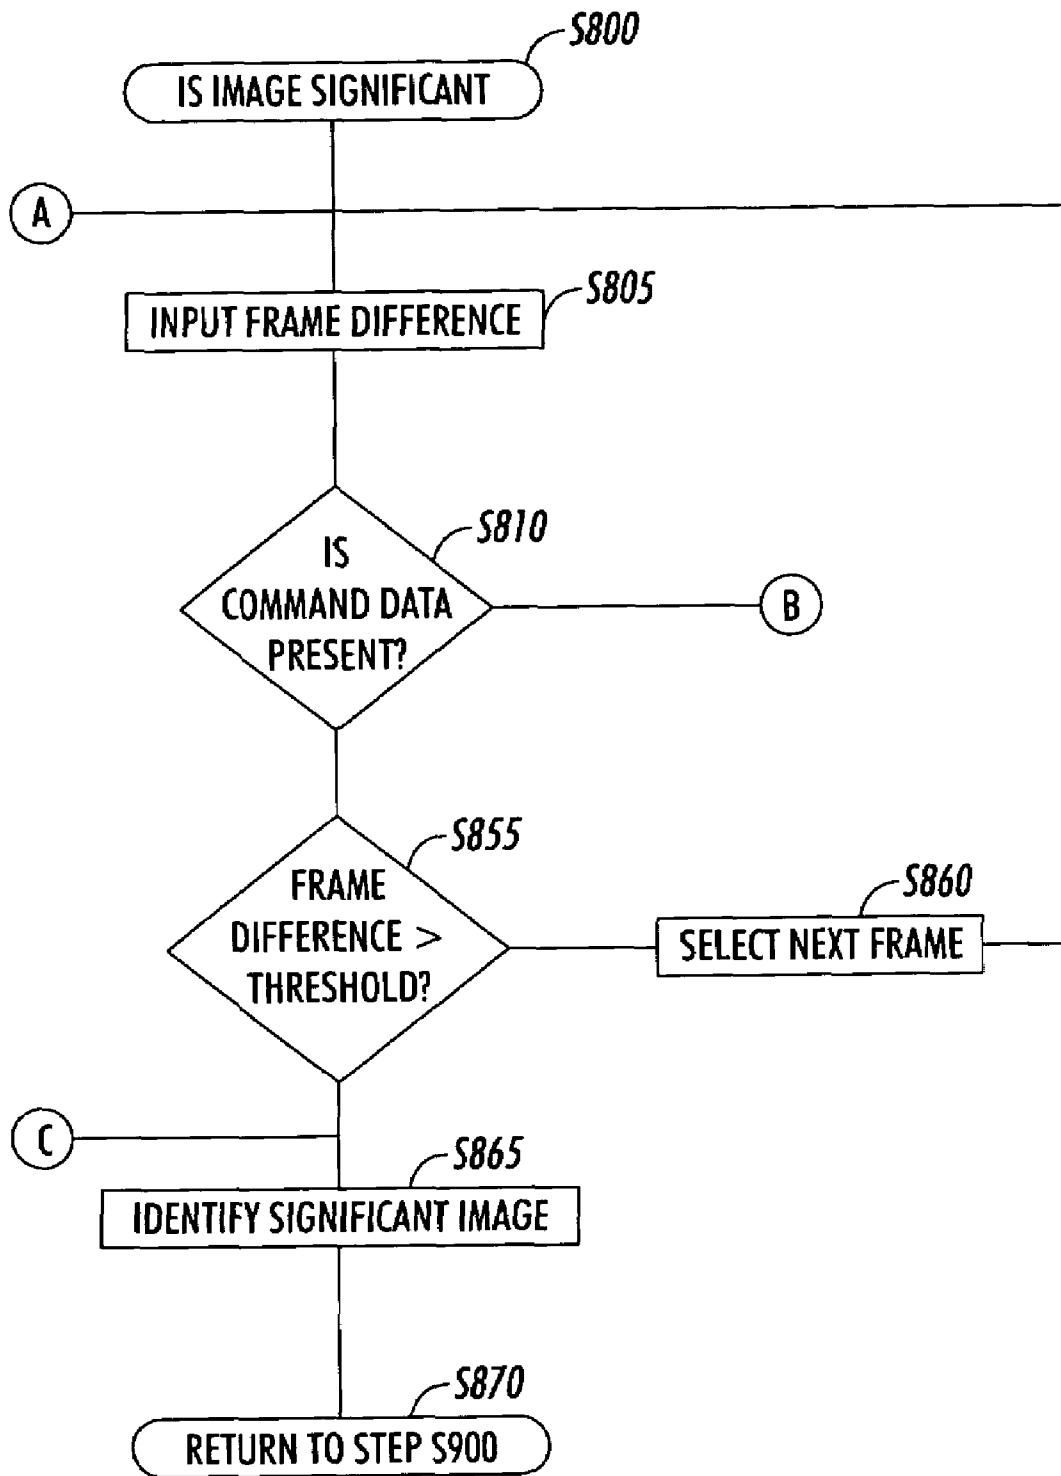 S800
IS IMAGE SIGNIFICANT
A
S805
INPUT FRAME DIFFERENCE
S810
IS
COMMAND DATA
PRESENT?
B
S855
FRAME
DIFFERENCE >
THRESHOLD?
S860
SELECT NEXT FRAME
C
S865
IDENTIFY SIGNIFICANT IMAGE
S870
RETURN TO STEP S900